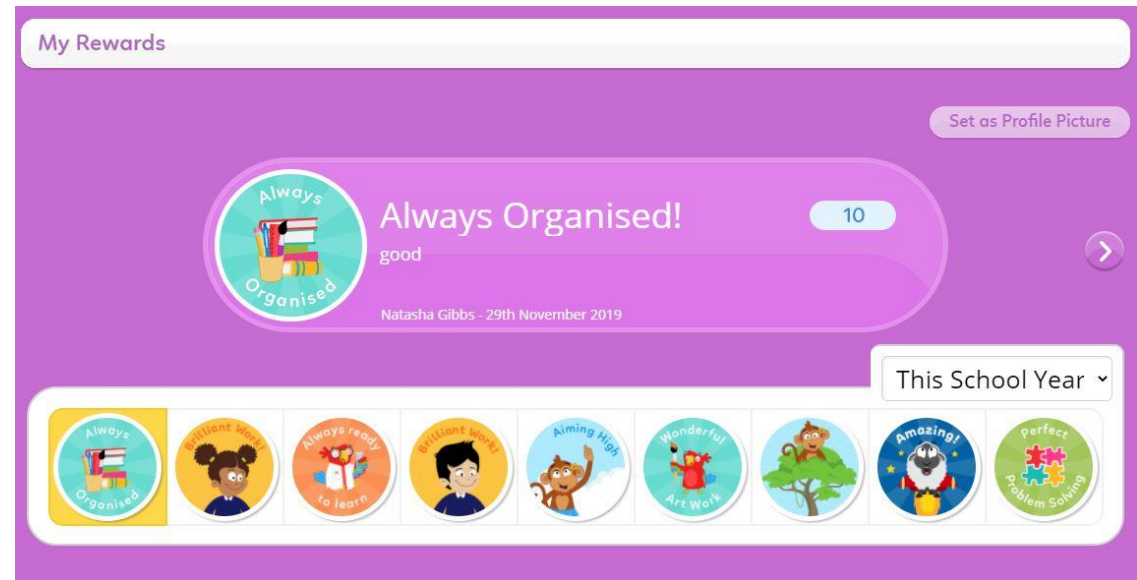 My Rewards
Set as Profile Picture
Always
Organised
Always Organised!
10
good
Natasha Gibbs - 29th November 2019
This School Year
Always
Organised
Brilliant Work!
Always ready
to learn
Brilliant Work!
Aiming High
Wonderful
Art Work
Amazing!
Perfect
Problem Solving